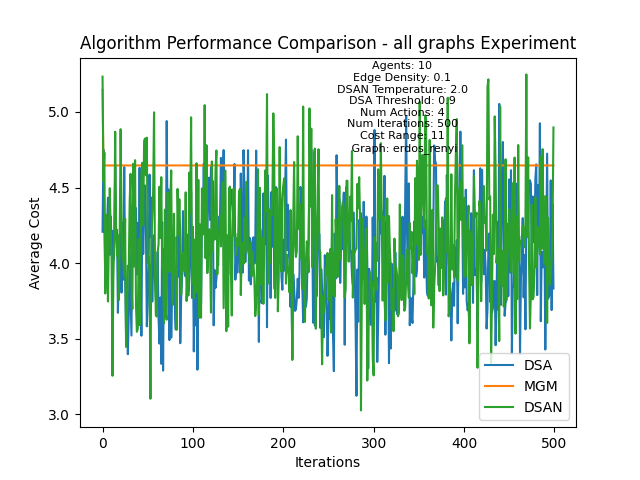 Algorithm Performance Comparison - all graphs Experiment
Agents: 10
Edge Density: 0.1
DSAN Temperature: 2.0
DSA Threshold: 0.9
Num Actions: 4
Num Iterations: 500
Cost Range: 11
Graph: erdos_renyi
Average Cost
5.0
4.5
4.0
3.5
3.0
0 100 200 300 400 500
Iterations
DSA
MGM
DSAN